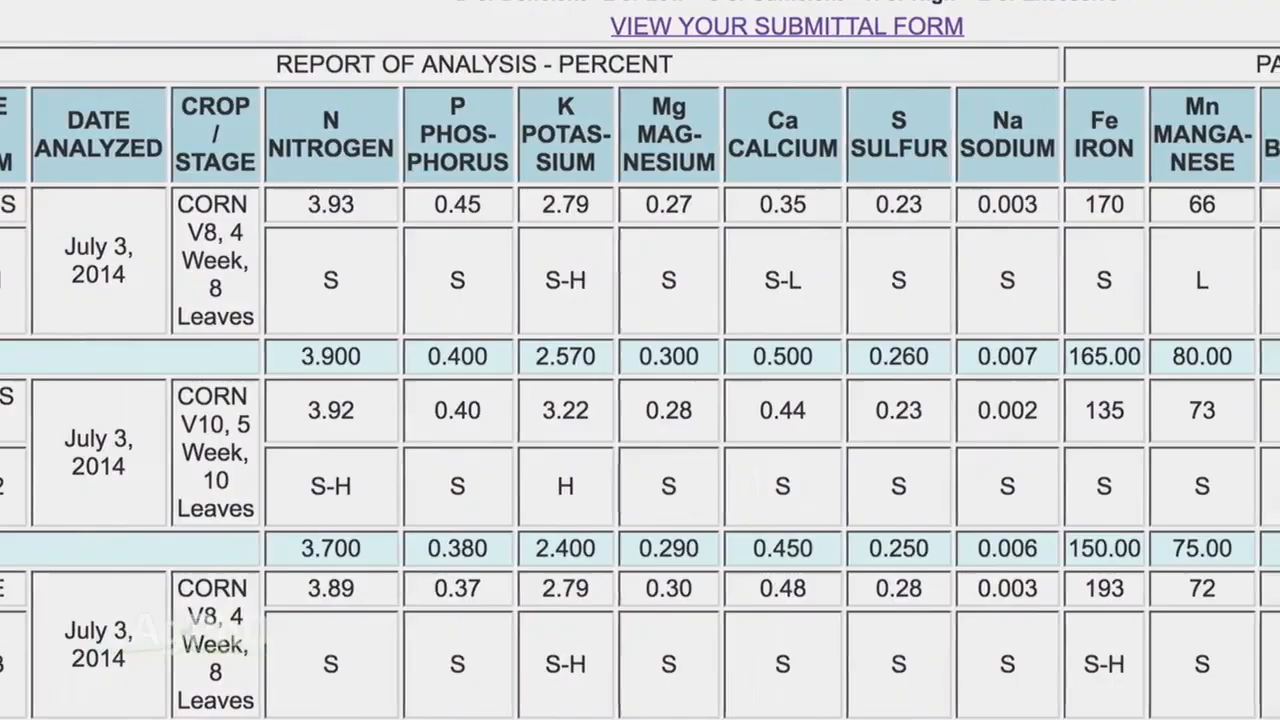 VIEW YOUR SUBMITTAL FORM
REPORT OF ANALYSIS - PERCENT PA
E DATE CROP N P K Mg Ca S Na Fe Mn
M ANALYZED / STAGE NITROGEN PHOS-PHORUS POTAS-SIUM MAG-NESIUM CALCIUM SULFUR SODIUM IRON MANGA-NESE B
S July 3, 2014 CORN V8, 4 Week, 8 Leaves 3.93 0.45 2.79 0.27 0.35 0.23 0.003 170 66
S S S-H S S-L S S S L
3.900 0.400 2.570 0.300 0.500 0.260 0.007 165.00 80.00
S July 3, 2014 CORN V10, 5 Week, 10 Leaves 3.92 0.40 3.22 0.28 0.44 0.23 0.002 135 73
2 S-H S H S S S S S S
3.700 0.380 2.400 0.290 0.450 0.250 0.006 150.00 75.00
E July 3, 2014 CORN V8, 4 Week, 8 Leaves 3.89 0.37 2.79 0.30 0.48 0.28 0.003 193 72
3 S S S-H S S S S S-H S